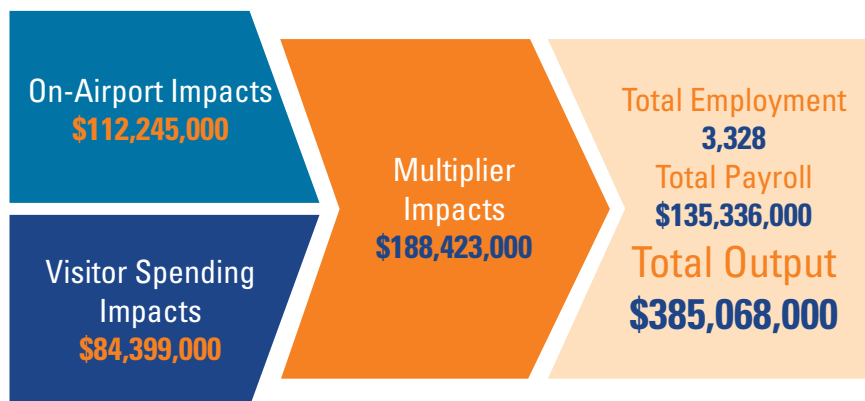 On-Airport Impacts
$112,245,000
Visitor Spending
Impacts
$84,399,000
Multiplier
Impacts
$188,423,000
Total Employment
3,328
Total Payroll
$135,336,000
Total Output
$385,068,000